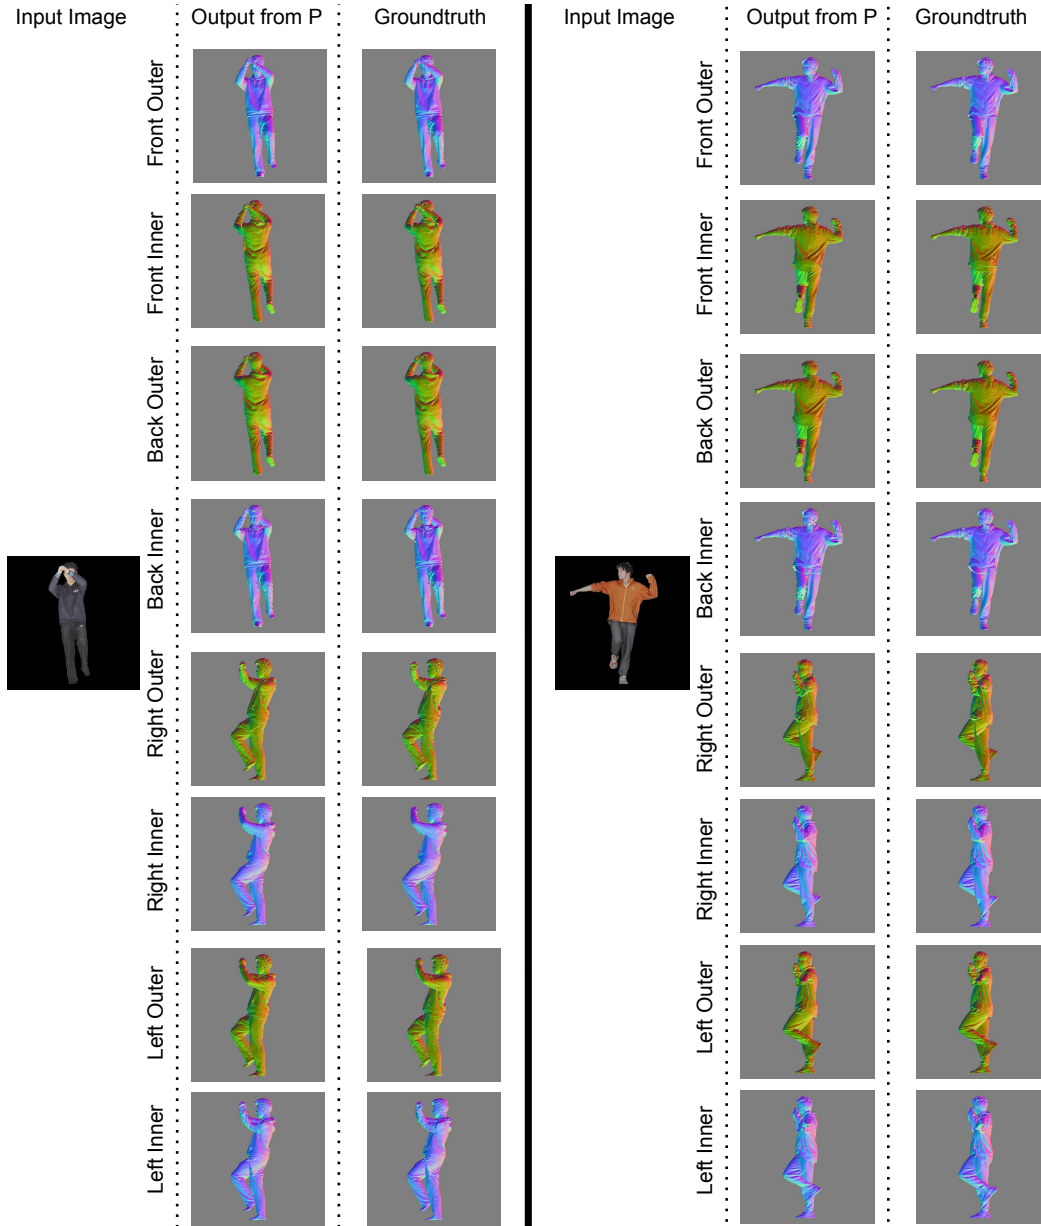 Input Image Output from P Groundtruth Input Image Output from P Groundtruth
Front Outer Front Outer
Front Inner Front Inner
Back Outer Back Outer
Back Inner Back Inner
Right Outer Right Outer
Right Inner Right Inner
Left Outer Left Outer
Left Inner Left Inner